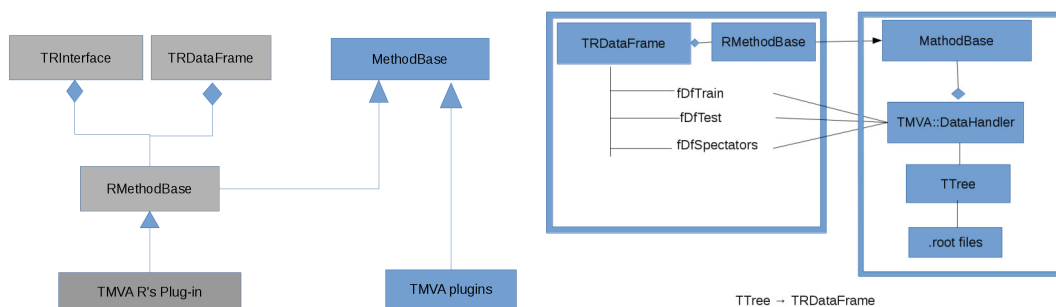 TRInterface
TRDataFrame
MethodBase
RMethodBase
TMVA R's Plug-in
TMVA plugins
TRDataFrame
RMethodBase
fDfTrain
fDfTest
fDfSpectators
MathodBase
TMVA::DataHandler
TTree
.root files
TTree → TRDataFrame